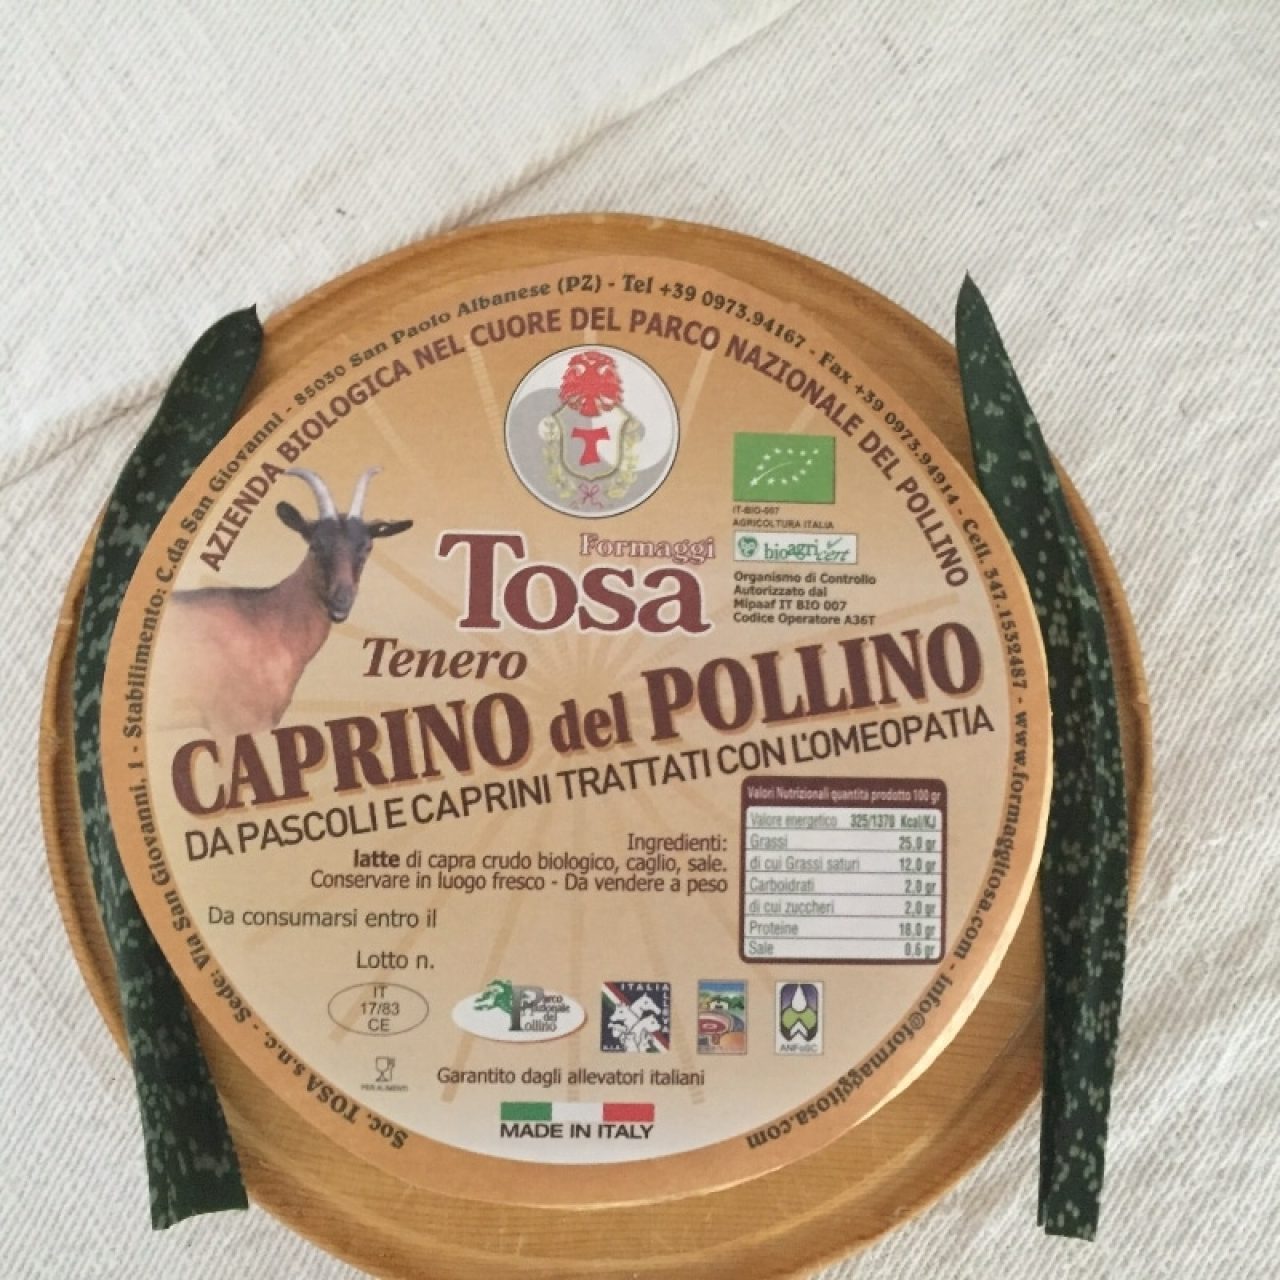 Soc. TOSA s.n.c. - Sede: Via San Giovanni, 1 - Stabilimento: C.da San Giovanni - 85030 San Paolo Albanese (PZ) - Tel +39 0973.94167 - Fax +39 0973.94914 - Cell. 347.1532487 - www.formaggitosa.com - info@formaggitosa.com
AZIENDA BIOLOGICA NEL CUORE DEL PARCO NAZIONALE DEL POLLINO
T
IT-BIO-007
AGRICOLTURA ITALIA
bioagricert
Organismo di Controllo
Autorizzato dal
Mipaaf IT BIO 007
Codice Operatore A36T
Formaggi
Tosa
Tenero
CAPRINO del POLLINO
DA PASCOLI E CAPRINI TRATTATI CON L'OMEOPATIA
Ingredienti:
latte di capra crudo biologico, caglio, sale.
Conservare in luogo fresco - Da vendere a peso
Da consumarsi entro il
Lotto n.
Valori Nutrizionali quantita prodotto 100 gr
Valore energetico 325/1370 Kcal/KJ
Grassi 25,0 gr
di cui Grassi saturi 12,0 gr
Carboidrati 2,0 gr
di cui zuccheri 2,0 gr
Proteine 18,0 gr
Sale 0,6 gr
IT
17/83
CE
Parco
Nazionale
del
Pollino
ITALIA
ALLEVA
ANFoSC
PER ALIMENTI
Garantito dagli allevatori italiani
MADE IN ITALY